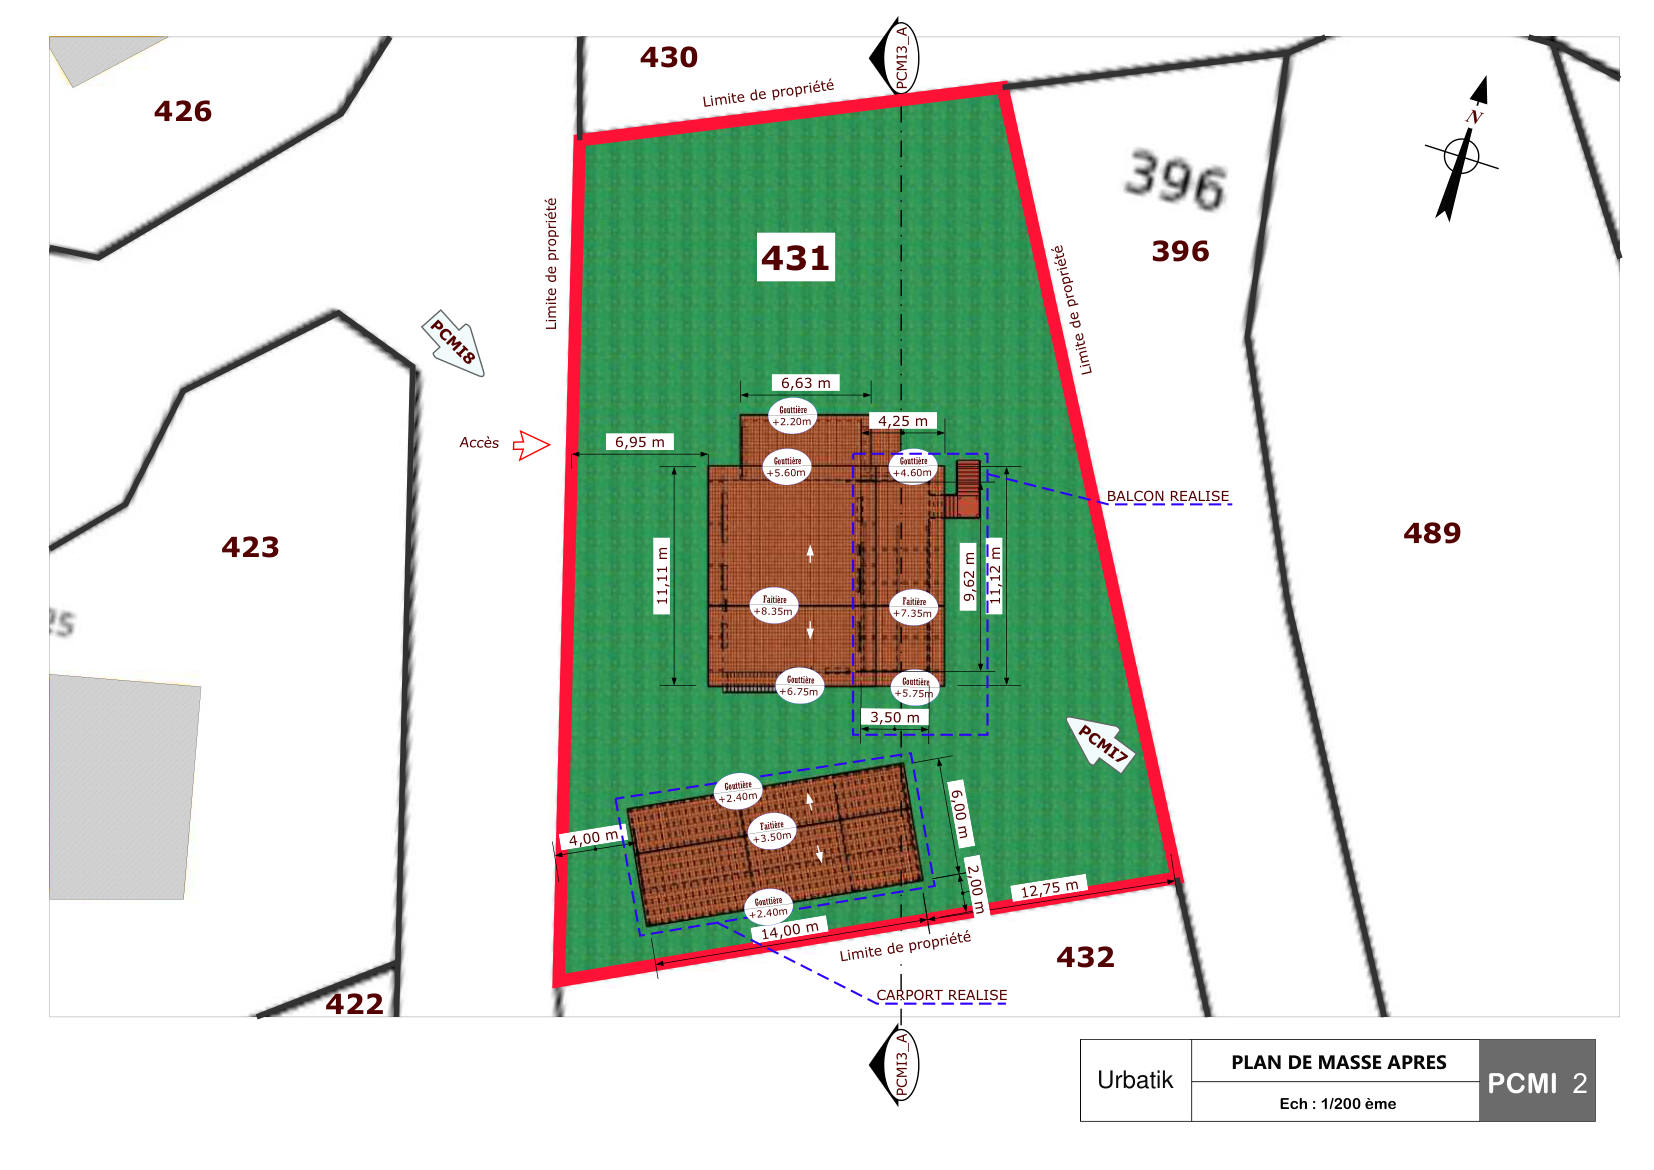 430
PCMI3_A
426
Limite de propriété
N
396
396
431
Limite de propriété
Limite de propriété
PCMI8
6,63 m
Gouttière
+2.20m
4,25 m
Accès
6,95 m
Gouttière
+5.60m
Gouttière
+4.60m
BALCON REALISE
423
489
11,11 m
9,62 m
11,12 m
Faitière
+8.35m
Faitière
+7.35m
Gouttière
+6.75m
Gouttière
+5.75m
3,50 m
PCMI7
Gouttière
+2.40m
6,00 m
4,00 m
Faitière
+3.50m
2,00 m
12,75 m
Gouttière
+2.40m
14,00 m
Limite de propriété
432
CARPORT REALISE
422
PCMI3_A
Urbatik
PLAN DE MASSE APRES
Ech : 1/200 ème
PCMI 2